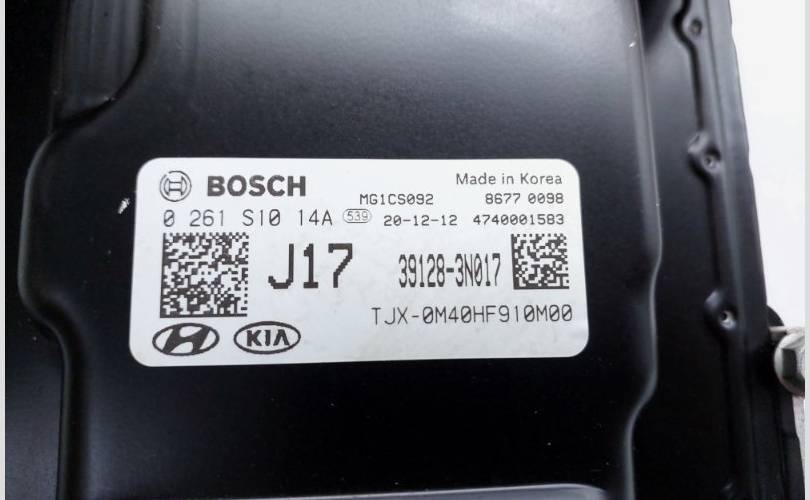 BOSCH
Made in Korea
MG1CS092 8677 0098
0 261 S10 14A 539 20-12-12 4740001583
J17 39128-3N017
TJX-0M40HF910M00
KIA